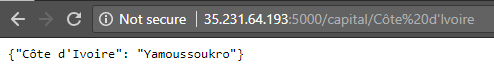 Not secure | 35.231.64.193:5000/capital/Côte%20d'Ivoire
{"Côte d'Ivoire": "Yamoussoukro"}